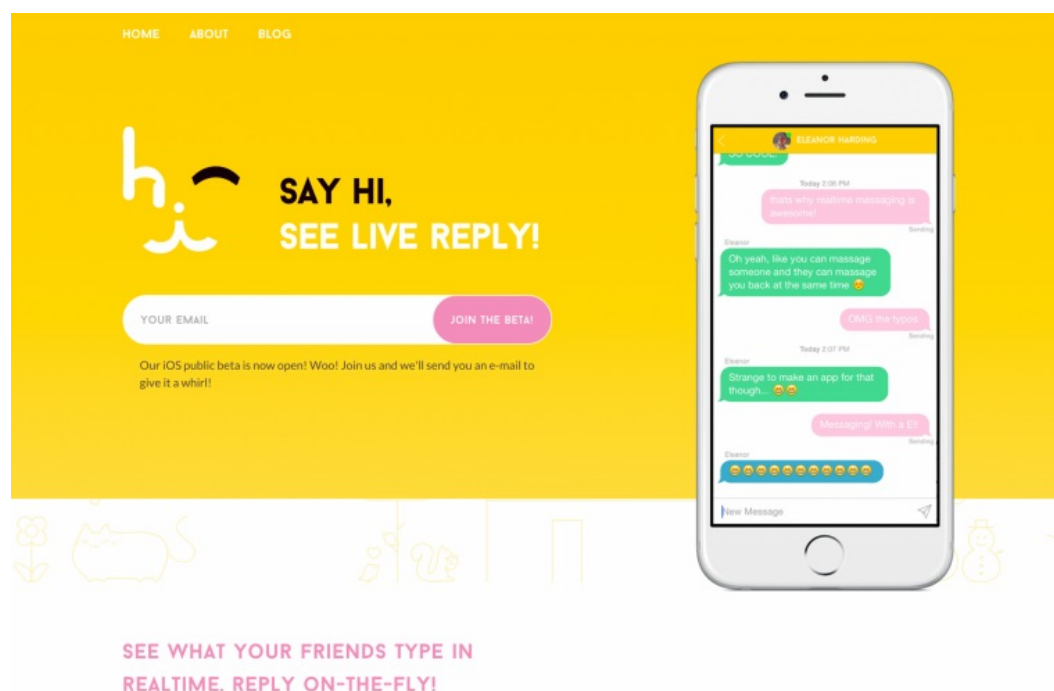 HOME ABOUT BLOG
hi
SAY HI,
SEE LIVE REPLY!
YOUR EMAIL
JOIN THE BETA!
Our iOS public beta is now open! Woo! Join us and we'll send you an e-mail to
give it a whirl!
ELEANOR HARDING
SO COOL!
Today 2:06 PM
thats why realtime messaging is
awesome!
Sending
Eleanor
Oh yeah, like you can massage
someone and they can massage
you back at the same time 😊
OMG the typos
Sending
Today 2:07 PM
Eleanor
Strange to make an app for that
though... 😄 😄
Messaging! With a E!!
Sending
Eleanor
😄😄😄😄😄😄😄😄😄😄😄
New Message
SEE WHAT YOUR FRIENDS TYPE IN
REALTIME, REPLY ON-THE-FLY!